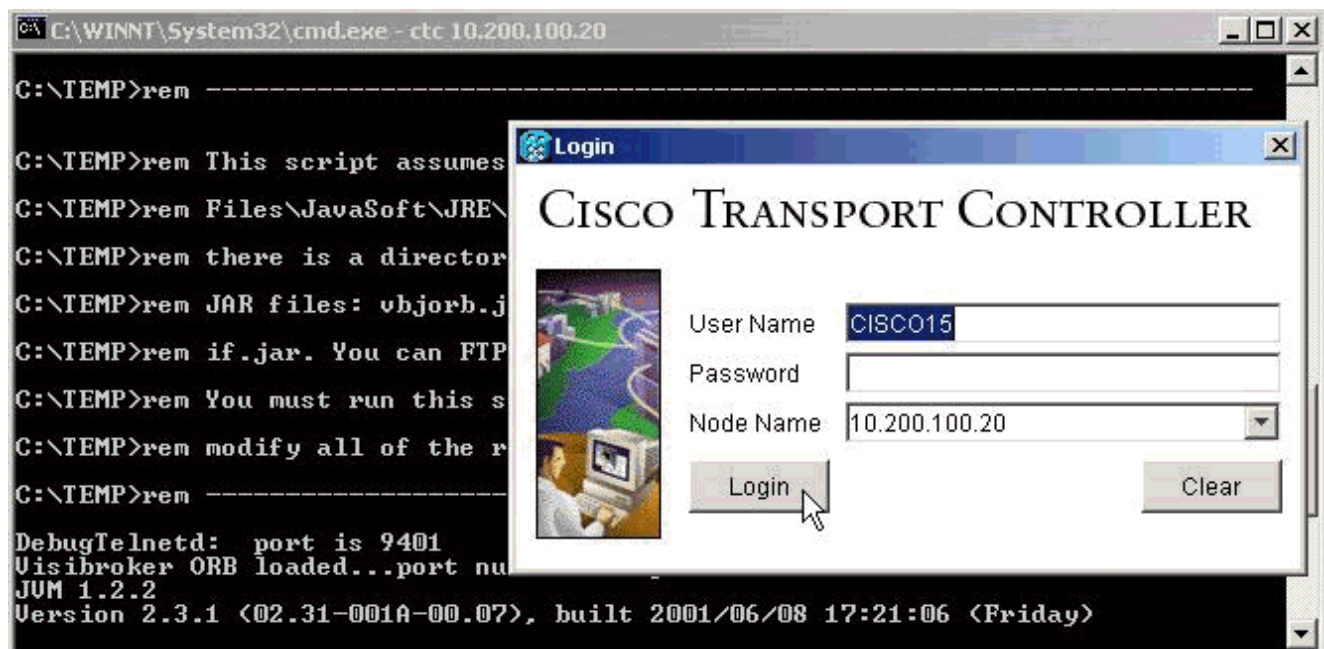 C:\WINNT\System32\cmd.exe - ctc 10.200.100.20
C:\TEMP>rem ------------------------------------------------------------------
C:\TEMP>rem This script assumes
C:\TEMP>rem Files\JavaSoft\JRE\
C:\TEMP>rem there is a director
C:\TEMP>rem JAR files: vbjorb.j
C:\TEMP>rem if.jar. You can FTP
C:\TEMP>rem You must run this s
C:\TEMP>rem modify all of the r
C:\TEMP>rem -------------------
DebugTelnetd:  port is 9401
Visibroker ORB loaded...port nu
JVM 1.2.2
Version 2.3.1 (02.31-001A-00.07), built 2001/06/08 17:21:06 (Friday)
Login
CISCO TRANSPORT CONTROLLER
User Name CISCO15
Password
Node Name 10.200.100.20
Login Clear